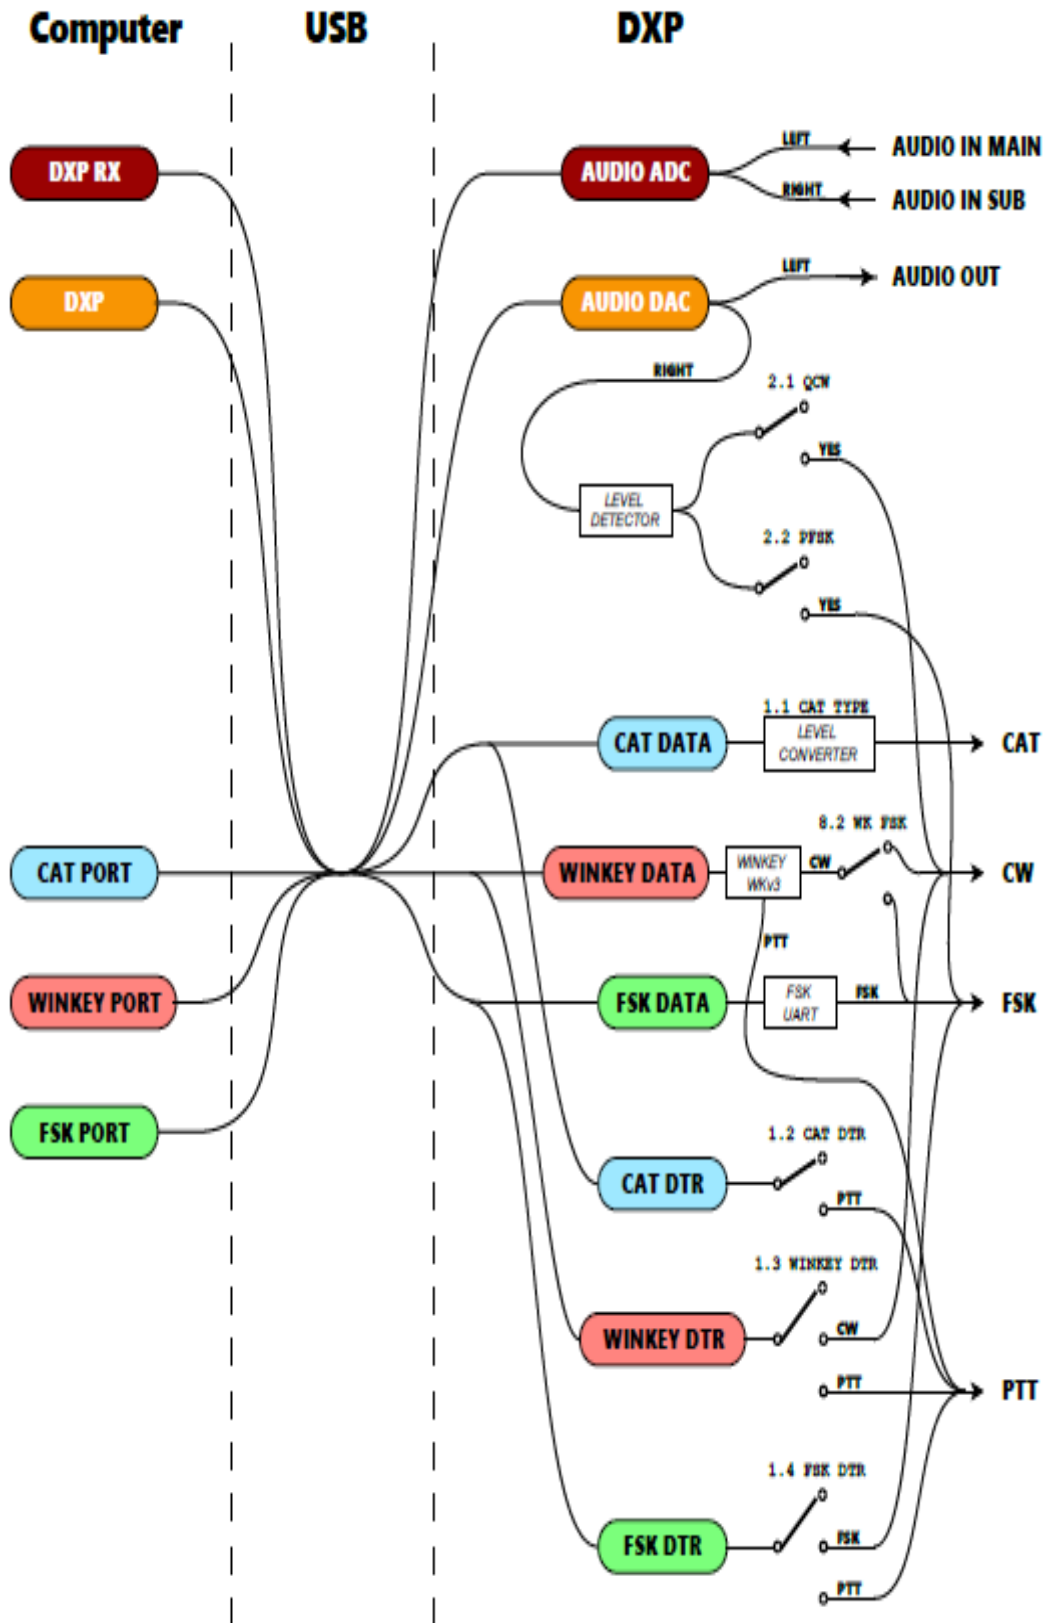 Computer USB DXP
DXP RX
AUDIO ADC
LEFT
AUDIO IN MAIN
RIGHT
AUDIO IN SUB
DXP
AUDIO DAC
LEFT
AUDIO OUT
RIGHT
2.1 QCW
YES
LEVEL
DETECTOR
2.2 PFSK
YES
1.1 CAT TYPE
CAT DATA
LEVEL
CONVERTER
CAT
8.2 WK FSK
CAT PORT
WINKEY DATA
WINKEY
WKv3
CW
CW
PTT
WINKEY PORT
FSK DATA
FSK
UART
FSK
FSK
FSK PORT
1.2 CAT DTR
CAT DTR
PTT
1.3 WINKEY DTR
WINKEY DTR
CW
PTT
PTT
1.4 FSK DTR
FSK DTR
FSK
PTT